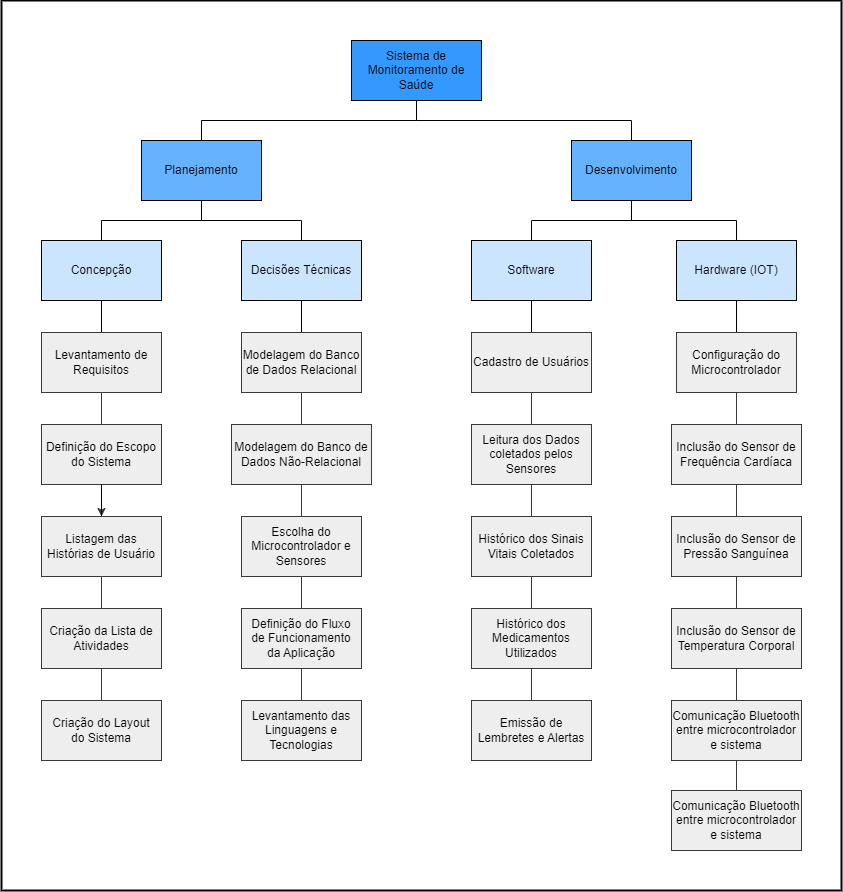 Sistema de
Monitoramento de
Saúde
Planejamento
Desenvolvimento
Concepção
Decisões Técnicas
Software
Hardware (IOT)
Levantamento de
Requisitos
Modelagem do Banco
de Dados Relacional
Cadastro de Usuários
Configuração do
Microcontrolador
Definição do Escopo
do Sistema
Modelagem do Banco de
Dados Não-Relacional
Leitura dos Dados
coletados pelos
Sensores
Inclusão do Sensor de
Frequência Cardíaca
Listagem das
Histórias de Usuário
Escolha do
Microcontrolador e
Sensores
Histórico dos Sinais
Vitais Coletados
Inclusão do Sensor de
Pressão Sanguínea
Criação da Lista de
Atividades
Definição do Fluxo
de Funcionamento
da Aplicação
Histórico dos
Medicamentos
Utilizados
Inclusão do Sensor de
Temperatura Corporal
Criação do Layout
do Sistema
Levantamento das
Linguagens e
Tecnologias
Emissão de
Lembretes e Alertas
Comunicação Bluetooth
entre microcontrolador
e sistema
Comunicação Bluetooth
entre microcontrolador
e sistema